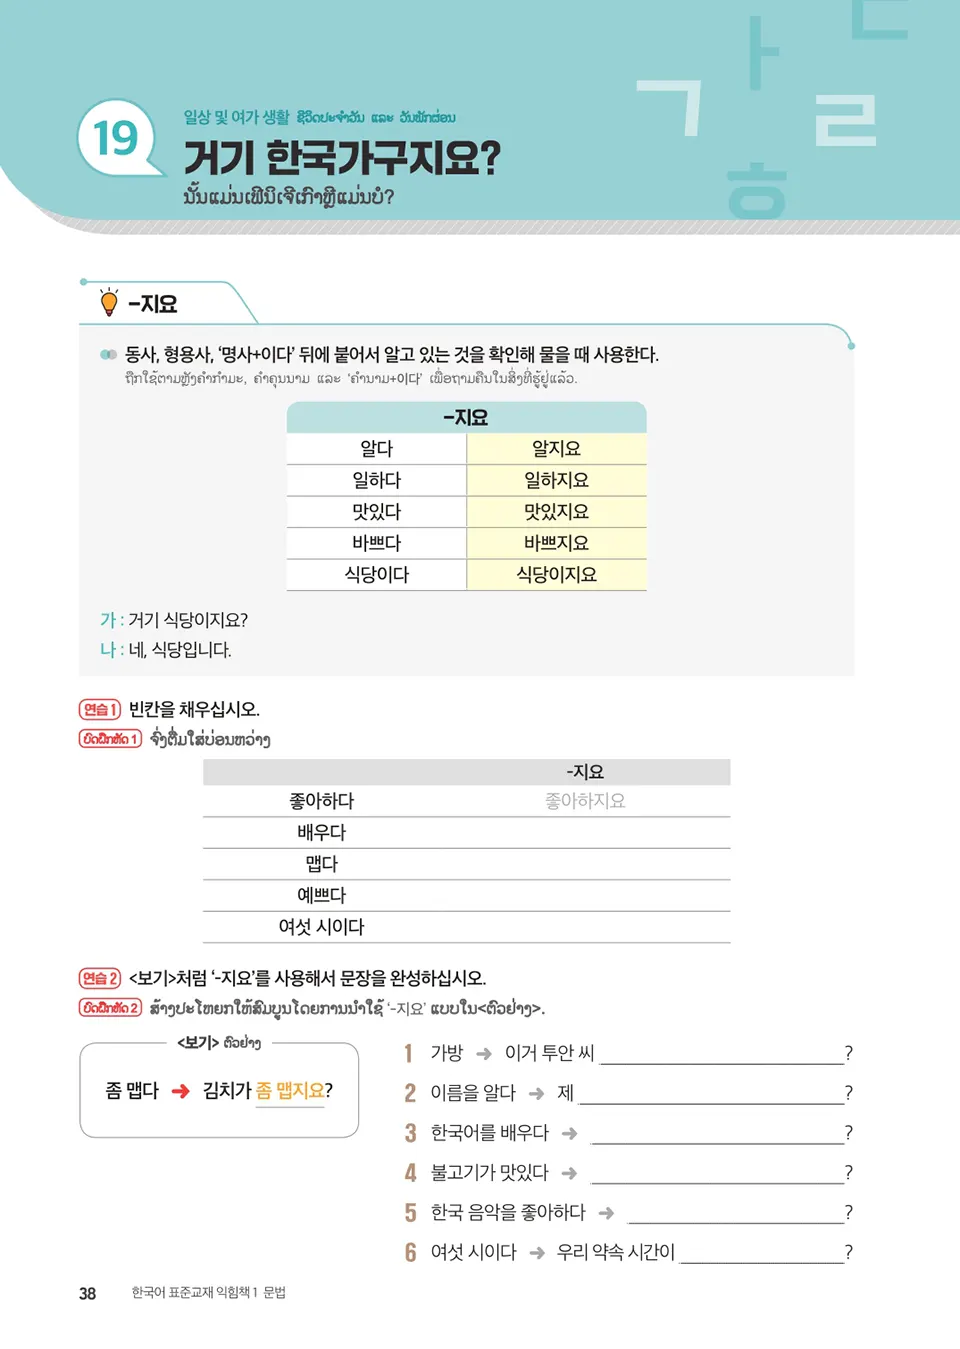 19
일상 및 여가 생활 ຊີວິດປະຈຳວັນ ແລະ ວັນພັກຜ່ອນ
거기 한국가구지요?
ນັ້ນແມ່ນເຟີນິເຈີເກົາຫຼີແມ່ນບໍ?
ㅏ ㄷ ㄱ ㄹ ㅎ
-지요
동사, 형용사, ‘명사+이다’ 뒤에 붙어서 알고 있는 것을 확인해 물을 때 사용한다.
ຖືກໃຊ້ຕາມຫຼັງຄຳກຳມະ, ຄຳຄຸນນາມ ແລະ ‘ຄຳນາມ+이다’ ເພື່ອຖາມຄືນໃນສິ່ງທີ່ຮູ້ຢູ່ແລ້ວ.
-지요
알다 알지요
일하다 일하지요
맛있다 맛있지요
바쁘다 바쁘지요
식당이다 식당이지요
가 : 거기 식당이지요?
나 : 네, 식당입니다.
연습 1 빈칸을 채우십시오.
ບົດຝຶກຫັດ 1 ຈົ່ງຕື່ມໃສ່ບ່ອນຫວ່າງ
-지요
좋아하다 좋아하지요
배우다
맵다
예쁘다
여섯 시이다
연습 2 <보기>처럼 ‘-지요’를 사용해서 문장을 완성하십시오.
ບົດຝຶກຫັດ 2 ສ້າງປະໂຫຍກໃຫ້ສົມບູນໂດຍການນຳໃຊ້ ‘-지요’ ແບບໃນ<ຕົວຢ່າງ>.
<보기> ຕົວຢ່າງ
좀 맵다 ➜ 김치가 좀 맵지요?
1 가방 ➜ 이거 투안 씨 ?
2 이름을 알다 ➜ 제 ?
3 한국어를 배우다 ➜ ?
4 불고기가 맛있다 ➜ ?
5 한국 음악을 좋아하다 ➜ ?
6 여섯 시이다 ➜ 우리 약속 시간이 ?
38 한국어 표준교재 익힘책 1 문법